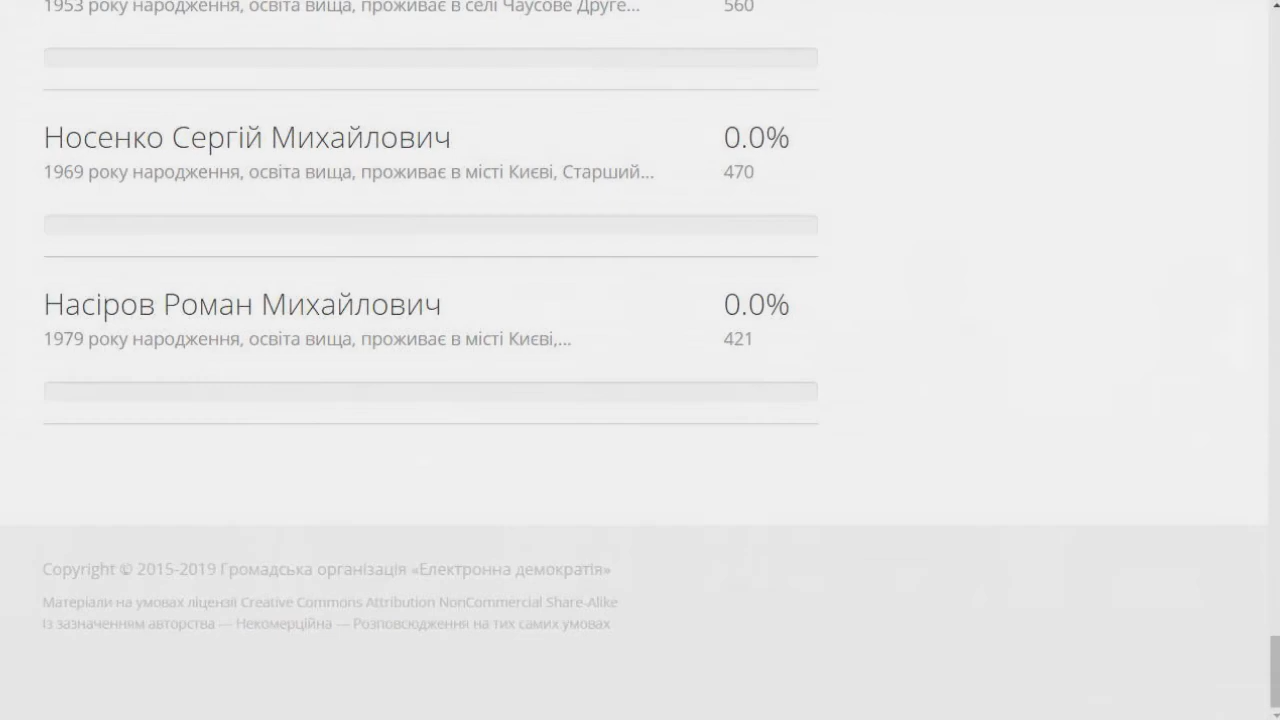 1953 року народження, освіта вища, проживає в селі Чаусове Друге...
560
Носенко Сергій Михайлович
0.0%
1969 року народження, освіта вища, проживає в місті Києві, Старший...
470
Насіров Роман Михайлович
0.0%
1979 року народження, освіта вища, проживає в місті Києві,...
421
Copyright © 2015-2019 Громадська організація «Електронна демократія»
Матеріали на умовах ліцензії Creative Commons Attribution NonCommercial Share-Alike
Із зазначенням авторства — Некомерційна — Розповсюдження на тих самих умовах